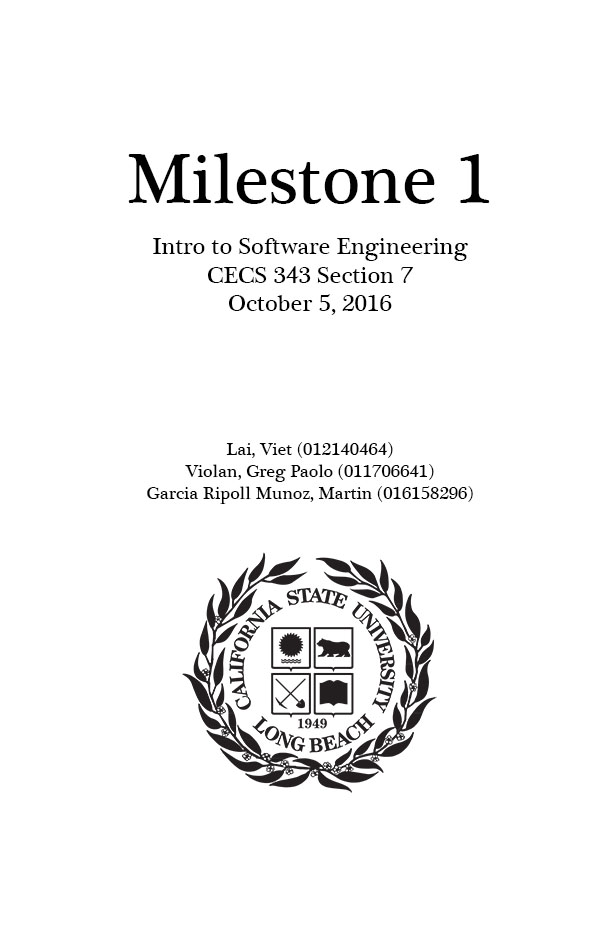 Milestone 1
Intro to Software Engineering
CECS 343 Section 7
October 5, 2016
Lai, Viet (012140464)
Violan, Greg Paolo (011706641)
Garcia Ripoll Munoz, Martin (016158296)
CALIFORNIA STATE UNIVERSITY
1949
LONG BEACH